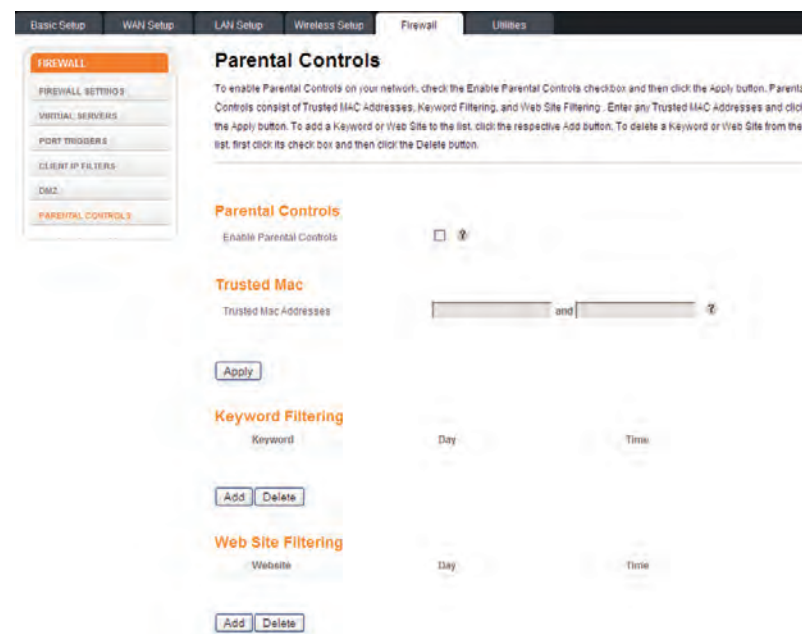 Basic Setup WAN Setup LAN Setup Wireless Setup Firewall Utilities
FIREWALL
FIREWALL SETTINGS
VIRTUAL SERVERS
PORT TRIGGERS
CLIENT IP FILTERS
DMZ
PARENTAL CONTROLS
Parental Controls
To enable Parental Controls on your network, check the Enable Parental Controls checkbox and then click the Apply button. Parenta
Controls consist of Trusted MAC Addresses, Keyword Filtering, and Web Site Filtering . Enter any Trusted MAC Addresses and clic
the Apply button. To add a Keyword or Web Site to the list, click the respective Add button. To delete a Keyword or Web Site from the
list, first click its check box and then click the Delete button.
Parental Controls
Enable Parental Controls ?
Trusted Mac
Trusted Mac Addresses and ?
Apply
Keyword Filtering
Keyword Day Time
Add Delete
Web Site Filtering
Website Day Time
Add Delete